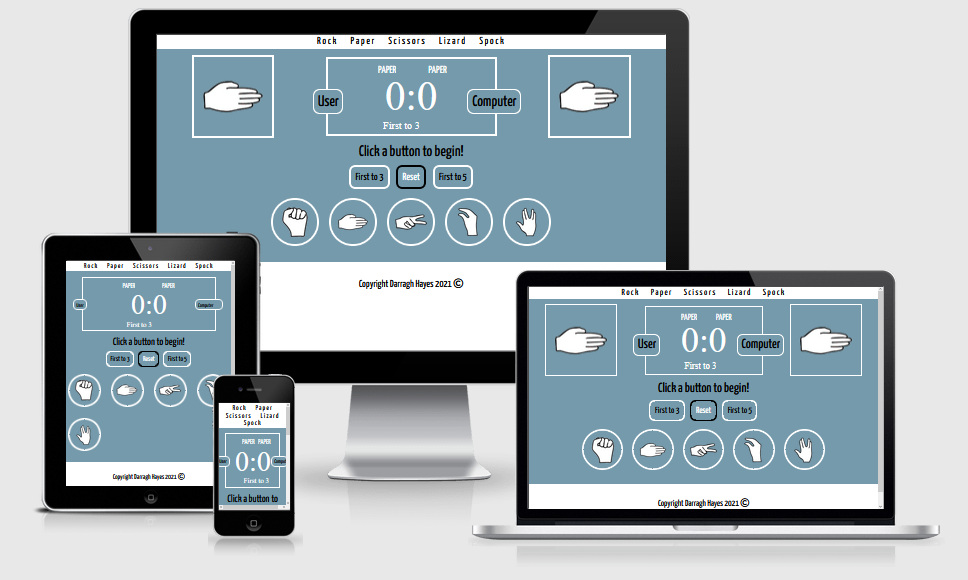 Rock Paper Scissors Lizard Spock
PAPER PAPER
User 0:0 Computer
First to 3
Click a button to begin!
First to 3 Reset First to 5
Copyright Darragh Hayes 2021 ©
Rock Paper Scissors Lizard Spock
PAPER PAPER
User 0:0 Computer
First to 3
Click a button to begin!
First to 3 Reset First to 5
Copyright Darragh Hayes 2021 ©
Rock Paper
Scissors Lizard
Spock
PAPER PAPER
User 0:0 Compu
First to 3
Click a button to
Rock Paper Scissors Lizard Spock
PAPER PAPER
User 0:0 Computer
First to 3
Click a button to begin!
First to 3 Reset First to 5
Copyright Darragh Hayes 2021 ©